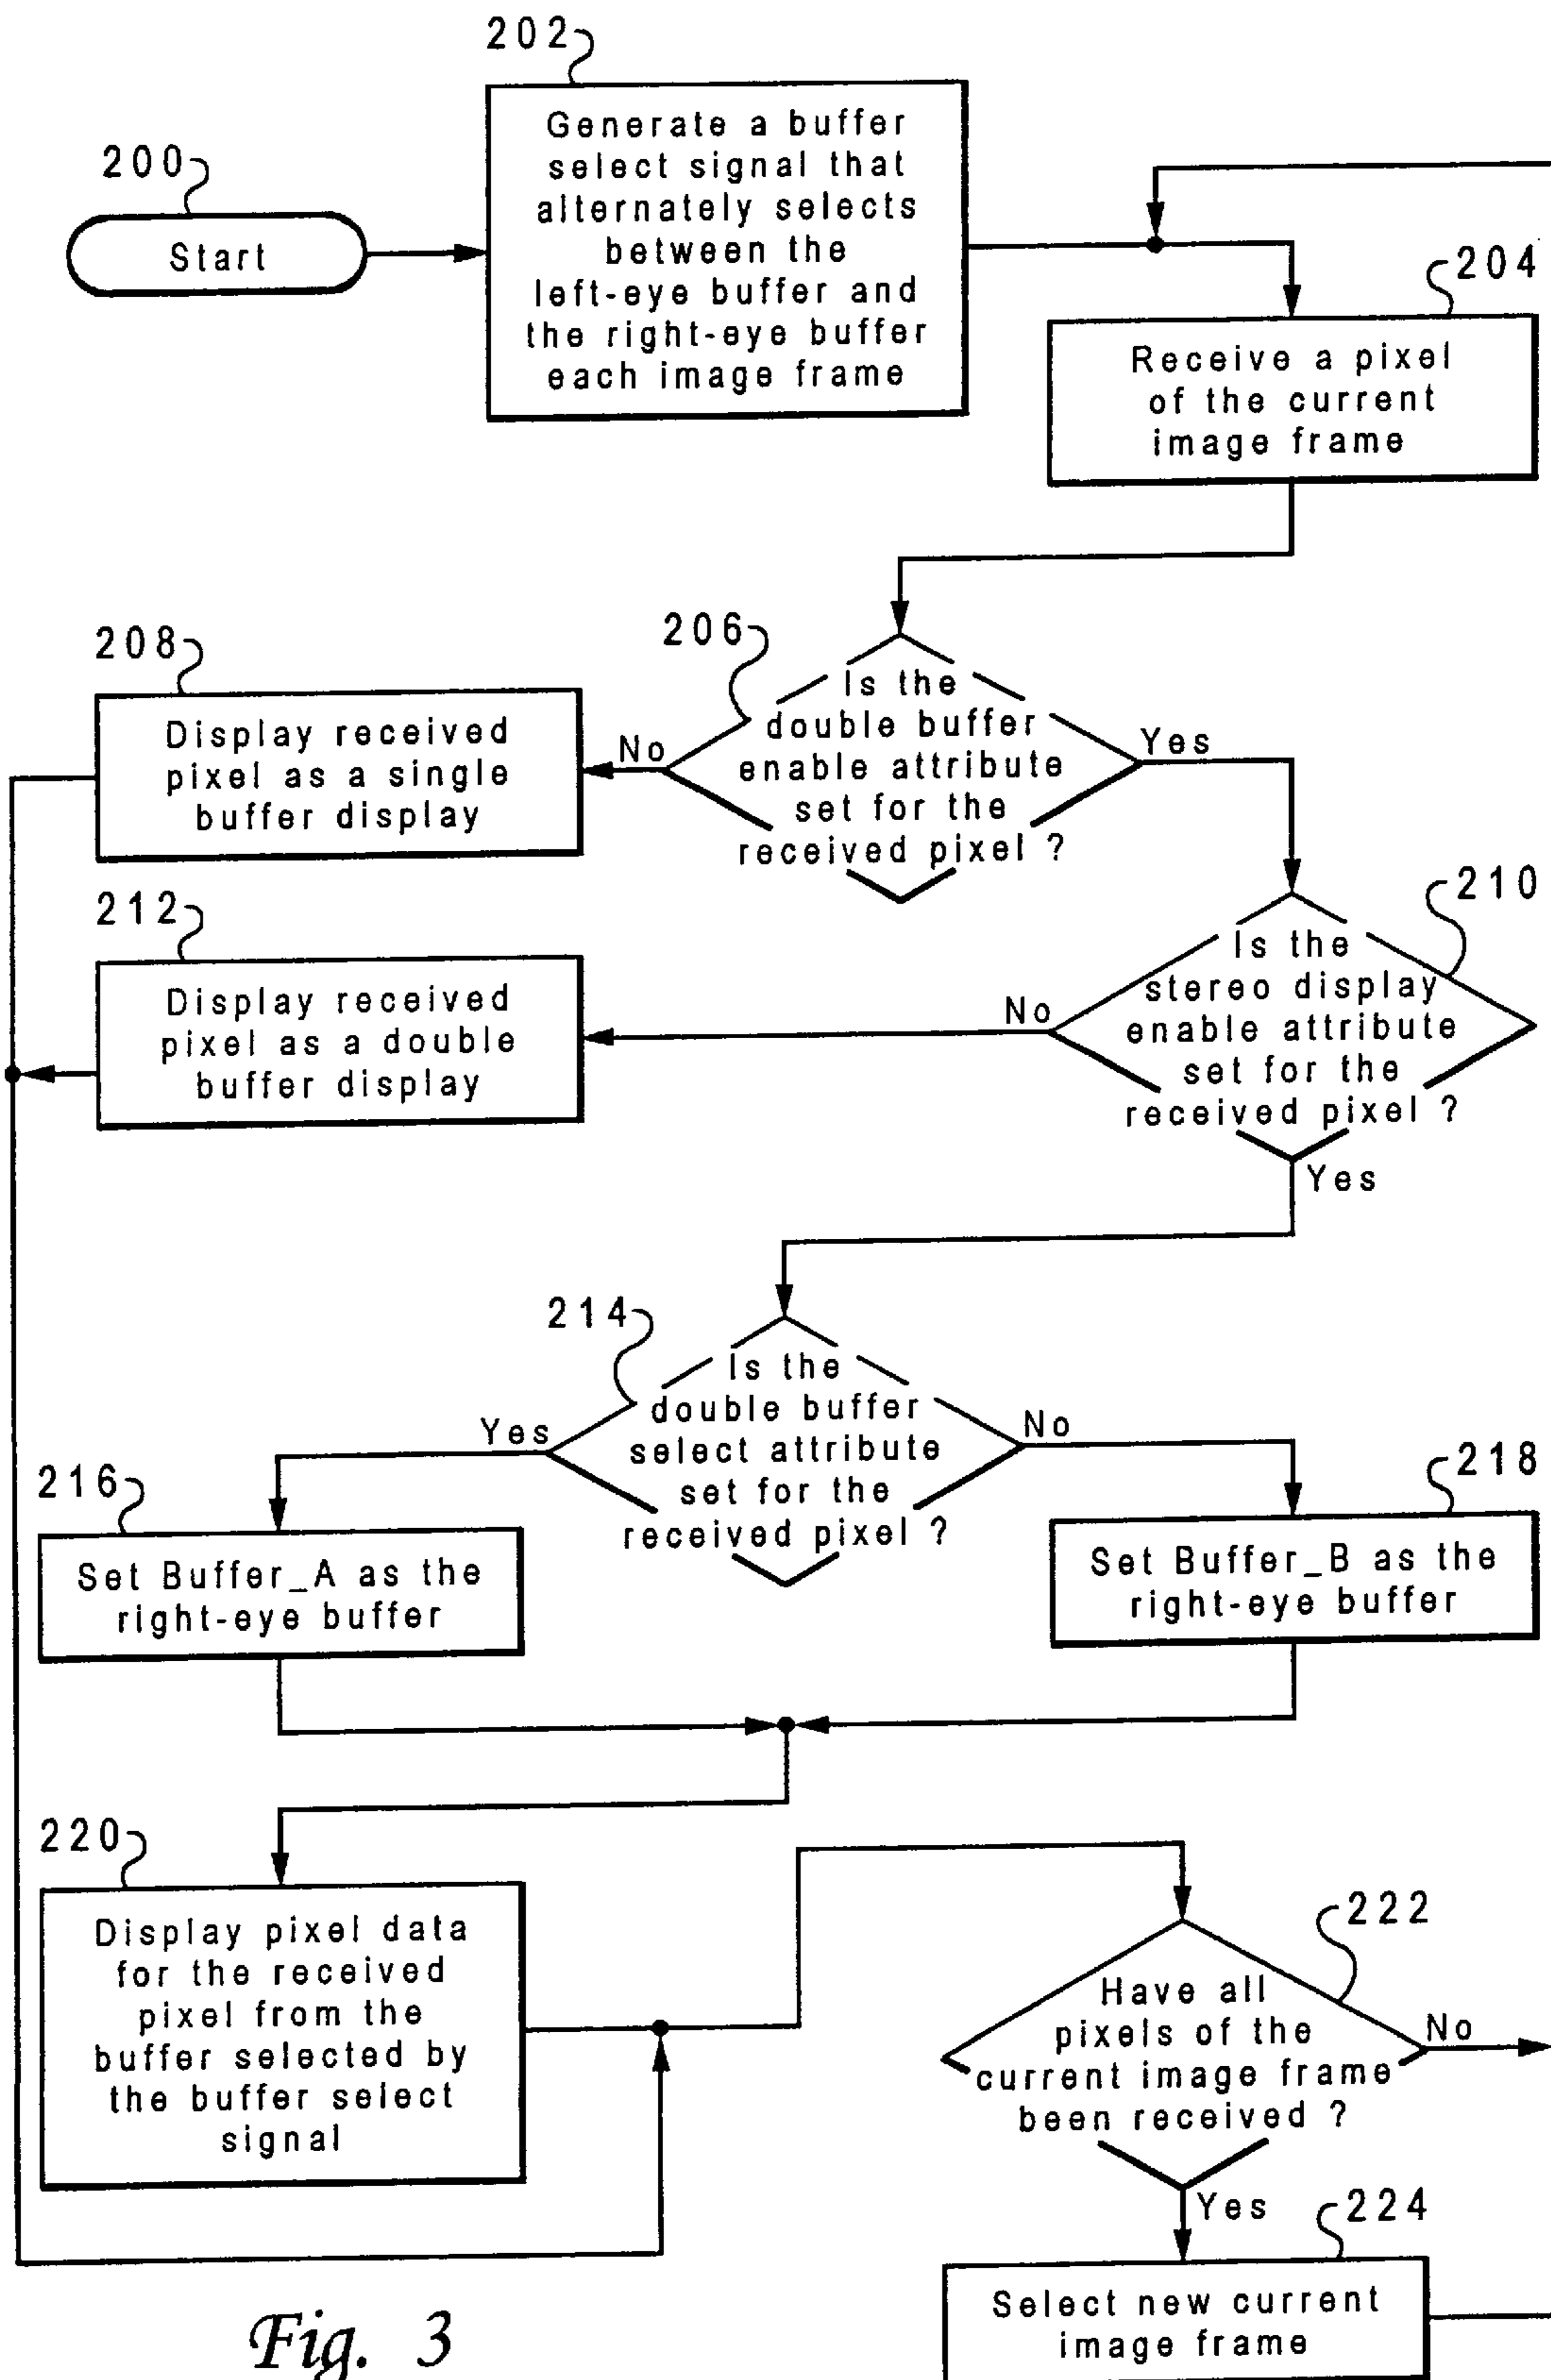 202
Generate a buffer
select signal that
alternately selects
between the
left-eye buffer and
the right-eye buffer
each image frame
200
Start
204
Receive a pixel
of the current
image frame
206
Is the
double buffer
enable attribute
set for the
received pixel ?
No
Yes
208
Display received
pixel as a single
buffer display
210
Is the
stereo display
enable attribute
set for the
received pixel ?
No
Yes
212
Display received
pixel as a double
buffer display
214
Is the
double buffer
select attribute
set for the
received pixel ?
Yes
No
216
Set Buffer_A as the
right-eye buffer
218
Set Buffer_B as the
right-eye buffer
220
Display pixel data
for the received
pixel from the
buffer selected by
the buffer select
signal
222
Have all
pixels of the
current image frame
been received ?
No
Yes
224
Select new current
image frame
Fig. 3